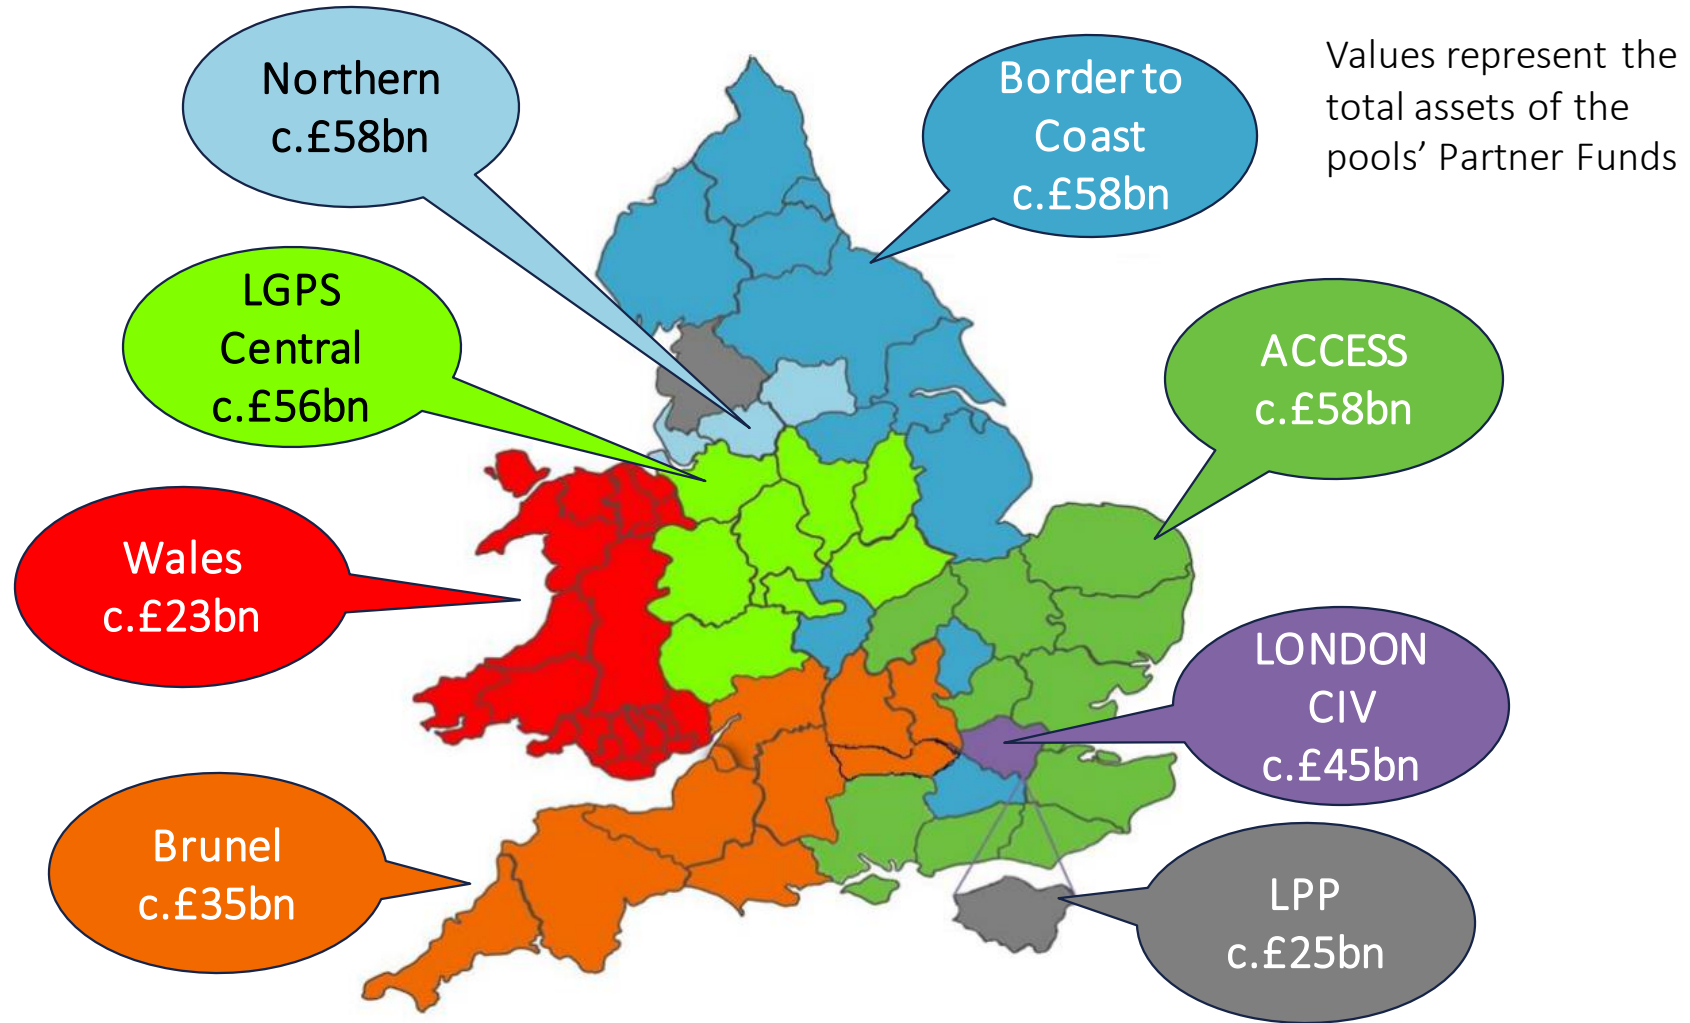 Northern
c.£58bn
Border to
Coast
c.£58bn
Values represent the
total assets of the
pools’ Partner Funds
LGPS
Central
c.£56bn
ACCESS
c.£58bn
Wales
c.£23bn
LONDON
CIV
c.£45bn
Brunel
c.£35bn
LPP
c.£25bn